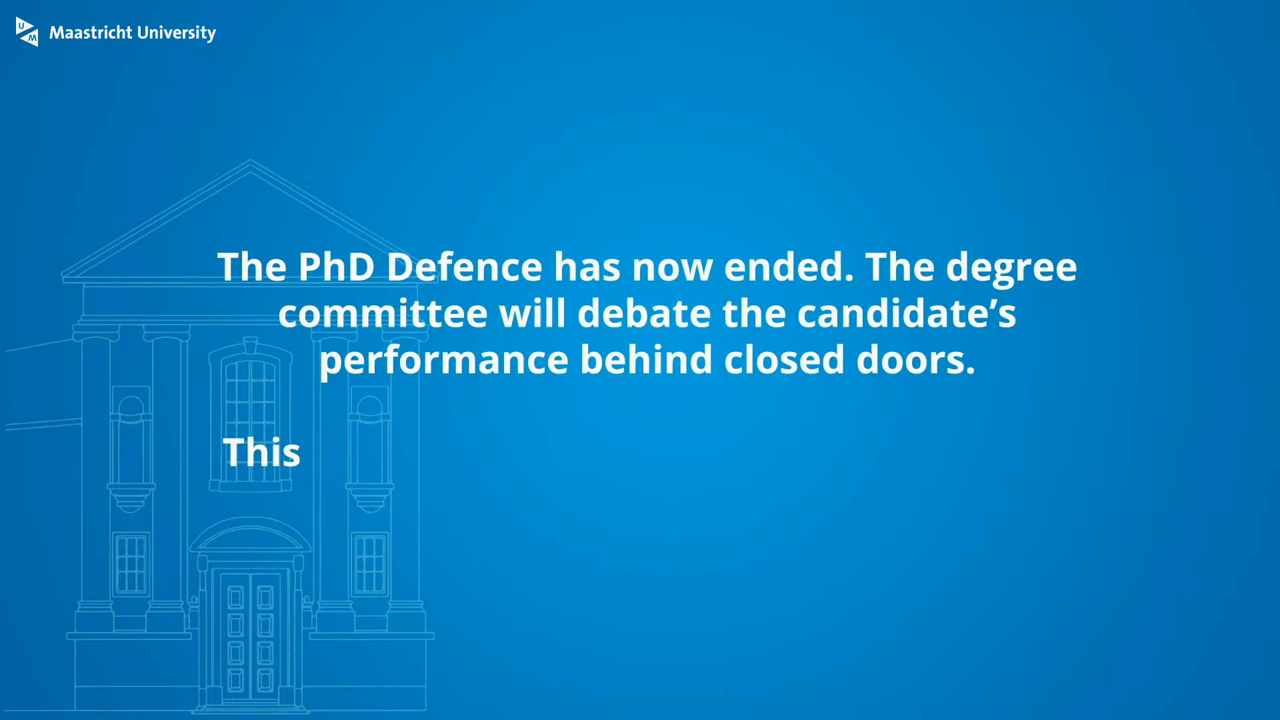 U
M
Maastricht University
The PhD Defence has now ended. The degree
committee will debate the candidate’s
performance behind closed doors.
This